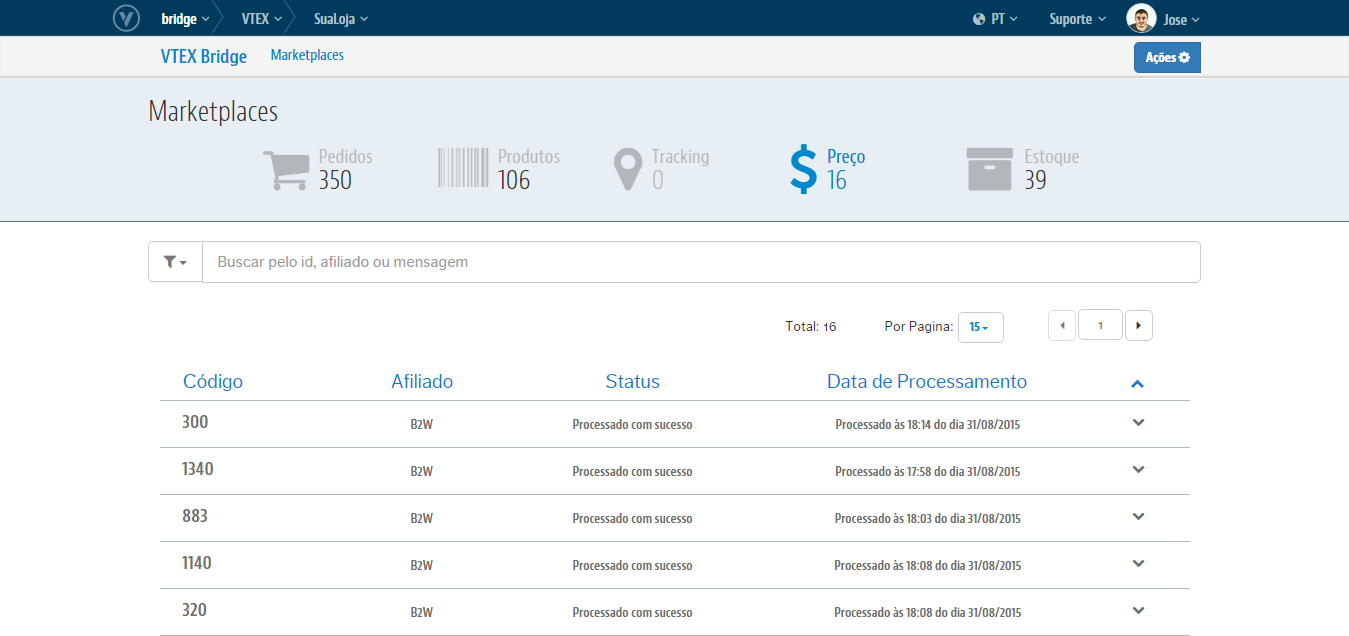 V bridge VTEX SuaLoja PT Suporte Jose
VTEX Bridge Marketplaces Ações
Marketplaces
Pedidos Produtos Tracking Preço Estoque
350 106 0 16 39
Buscar pelo id, afiliado ou mensagem
Total: 16 Por Pagina: 15 1
Código Afiliado Status Data de Processamento
300 B2W Processado com sucesso Processado às 18:14 do dia 31/08/2015
1340 B2W Processado com sucesso Processado às 17:58 do dia 31/08/2015
883 B2W Processado com sucesso Processado às 18:03 do dia 31/08/2015
1140 B2W Processado com sucesso Processado às 18:08 do dia 31/08/2015
320 B2W Processado com sucesso Processado às 18:08 do dia 31/08/2015